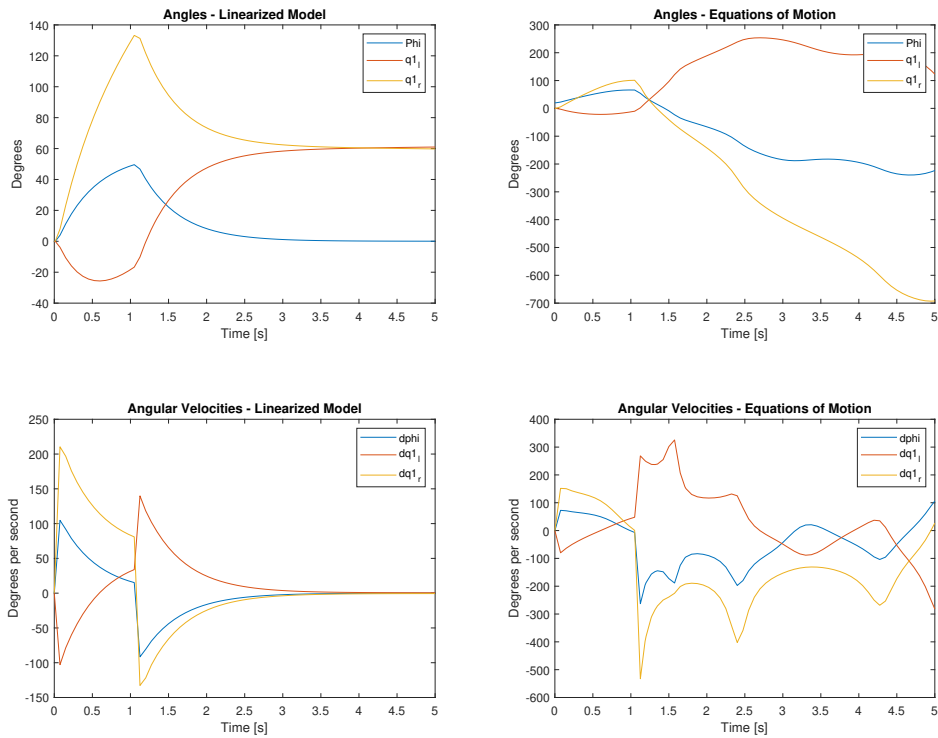 Angles - Linearized Model
140
120
100
80
60
40
20
0
-20
-40
Degrees
0 0.5 1 1.5 2 2.5 3 3.5 4 4.5 5
Time [s]
Phi
q1l
q1r
Angles - Equations of Motion
300
200
100
0
-100
-200
-300
-400
-500
-600
-700
Degrees
0 0.5 1 1.5 2 2.5 3 3.5 4 4.5 5
Time [s]
Phi
q1l
q1r
Angular Velocities - Linearized Model
250
200
150
100
50
0
-50
-100
-150
Degrees per second
0 0.5 1 1.5 2 2.5 3 3.5 4 4.5 5
Time [s]
dphi
dq1l
dq1r
Angular Velocities - Equations of Motion
400
300
200
100
0
-100
-200
-300
-400
-500
-600
Degrees per second
0 0.5 1 1.5 2 2.5 3 3.5 4 4.5 5
Time [s]
dphi
dq1l
dq1r